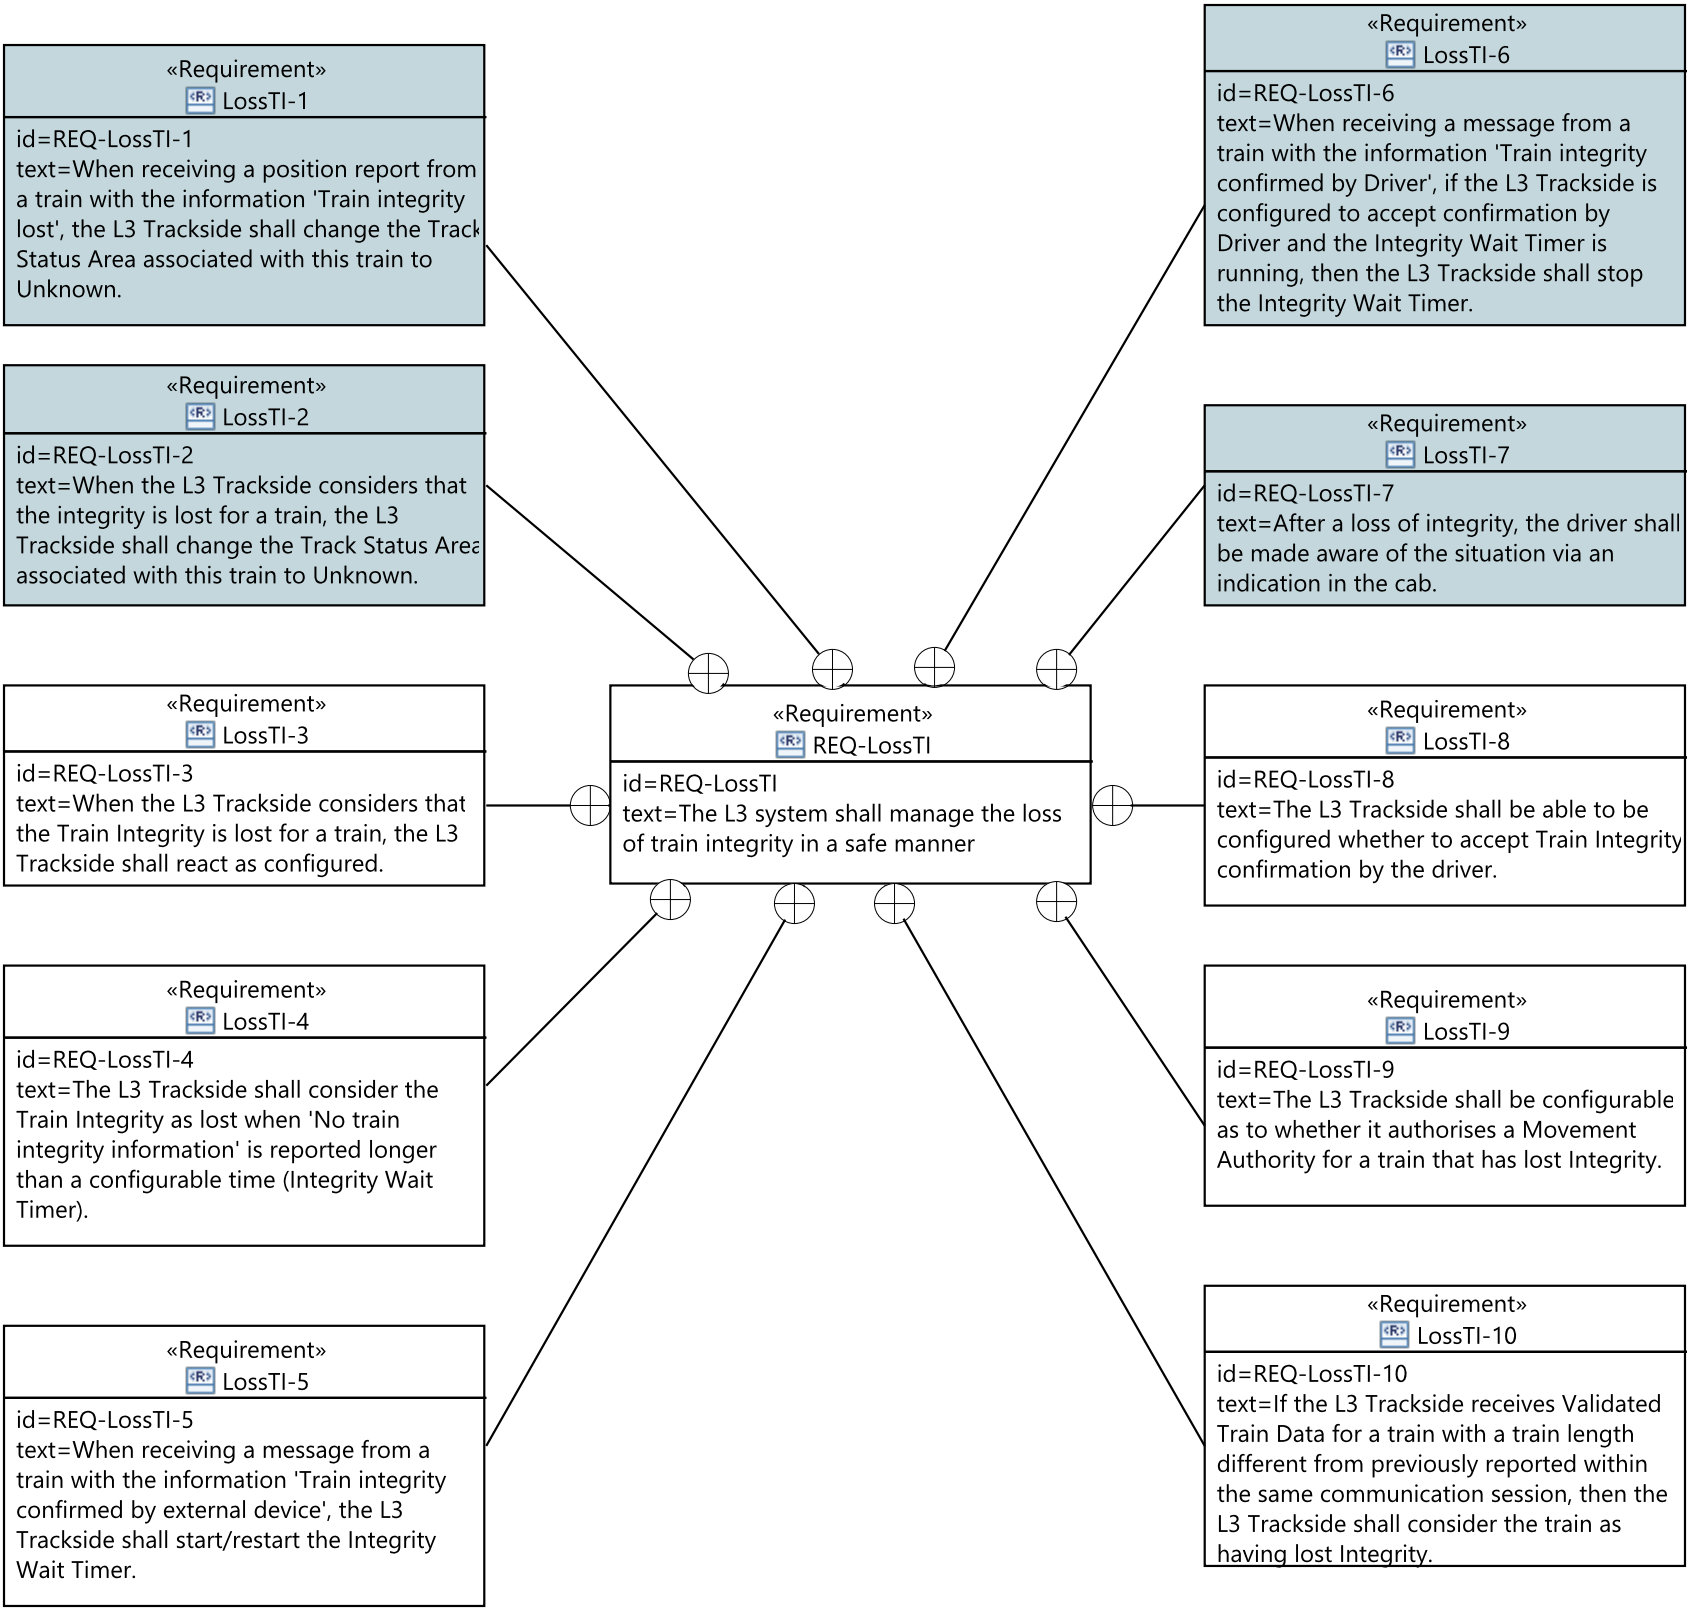 «Requirement»
<R> LossTI-1
id=REQ-LossTI-1
text=When receiving a position report from
a train with the information 'Train integrity
lost', the L3 Trackside shall change the Track
Status Area associated with this train to
Unknown.
«Requirement»
<R> LossTI-2
id=REQ-LossTI-2
text=When the L3 Trackside considers that
the integrity is lost for a train, the L3
Trackside shall change the Track Status Area
associated with this train to Unknown.
«Requirement»
<R> LossTI-3
id=REQ-LossTI-3
text=When the L3 Trackside considers that
the Train Integrity is lost for a train, the L3
Trackside shall react as configured.
«Requirement»
<R> LossTI-4
id=REQ-LossTI-4
text=The L3 Trackside shall consider the
Train Integrity as lost when 'No train
integrity information' is reported longer
than a configurable time (Integrity Wait
Timer).
«Requirement»
<R> LossTI-5
id=REQ-LossTI-5
text=When receiving a message from a
train with the information 'Train integrity
confirmed by external device', the L3
Trackside shall start/restart the Integrity
Wait Timer.
«Requirement»
<R> REQ-LossTI
id=REQ-LossTI
text=The L3 system shall manage the loss
of train integrity in a safe manner
«Requirement»
<R> LossTI-6
id=REQ-LossTI-6
text=When receiving a message from a
train with the information 'Train integrity
confirmed by Driver', if the L3 Trackside is
configured to accept confirmation by
Driver and the Integrity Wait Timer is
running, then the L3 Trackside shall stop
the Integrity Wait Timer.
«Requirement»
<R> LossTI-7
id=REQ-LossTI-7
text=After a loss of integrity, the driver shall
be made aware of the situation via an
indication in the cab.
«Requirement»
<R> LossTI-8
id=REQ-LossTI-8
text=The L3 Trackside shall be able to be
configured whether to accept Train Integrity
confirmation by the driver.
«Requirement»
<R> LossTI-9
id=REQ-LossTI-9
text=The L3 Trackside shall be configurable
as to whether it authorises a Movement
Authority for a train that has lost Integrity.
«Requirement»
<R> LossTI-10
id=REQ-LossTI-10
text=If the L3 Trackside receives Validated
Train Data for a train with a train length
different from previously reported within
the same communication session, then the
L3 Trackside shall consider the train as
having lost Integrity.